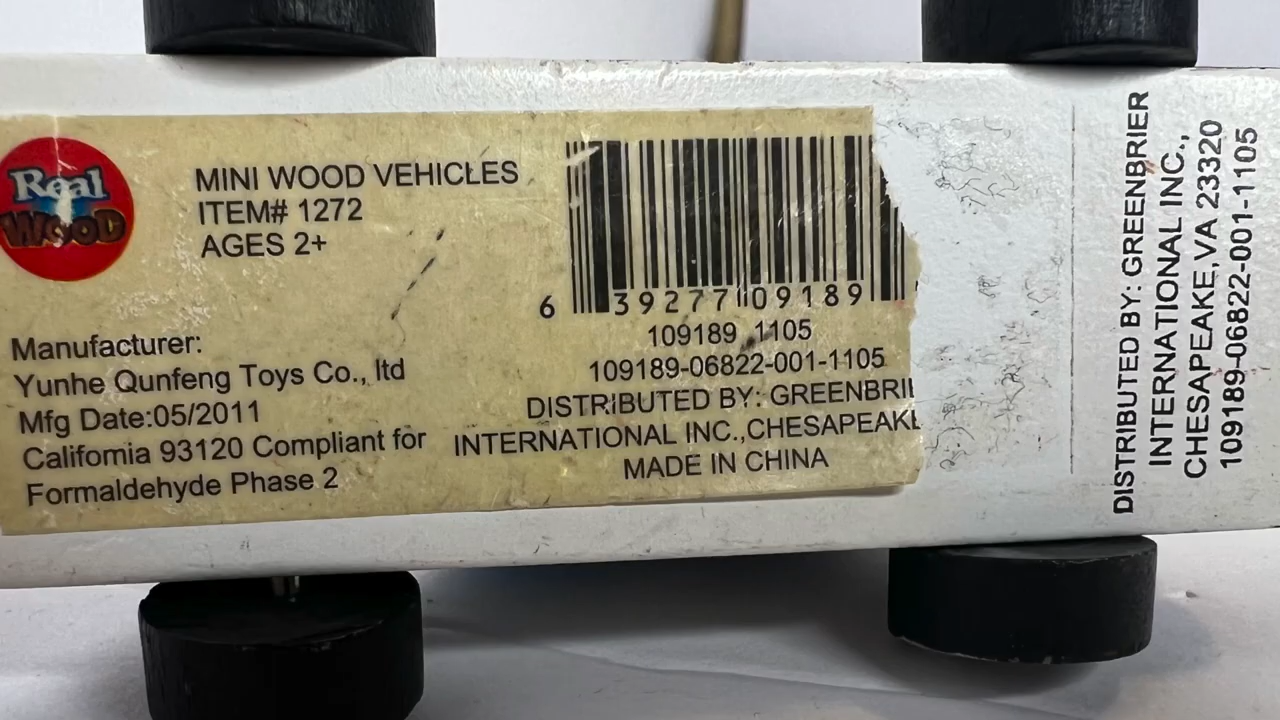 Real
WOOD
MINI WOOD VEHICLES
ITEM# 1272
AGES 2+
Manufacturer:
Yunhe Qunfeng Toys Co., ltd
Mfg Date:05/2011
California 93120 Compliant for
Formaldehyde Phase 2
6 39277 09189
109189 1105
109189-06822-001-1105
DISTRIBUTED BY: GREENBRI
INTERNATIONAL INC.,CHESAPEAK
MADE IN CHINA
DISTRIBUTED BY: GREENBRIER
INTERNATIONAL INC.,
CHESAPEAKE,VA 23320
109189-06822-001-1105